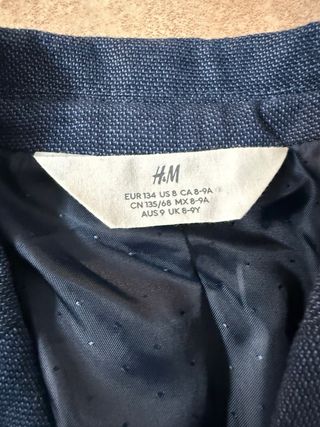 H&M
EUR 134 US 8 CA 8-9A
CN 135/68 MX 8-9A
AUS 9 UK 8-9Y